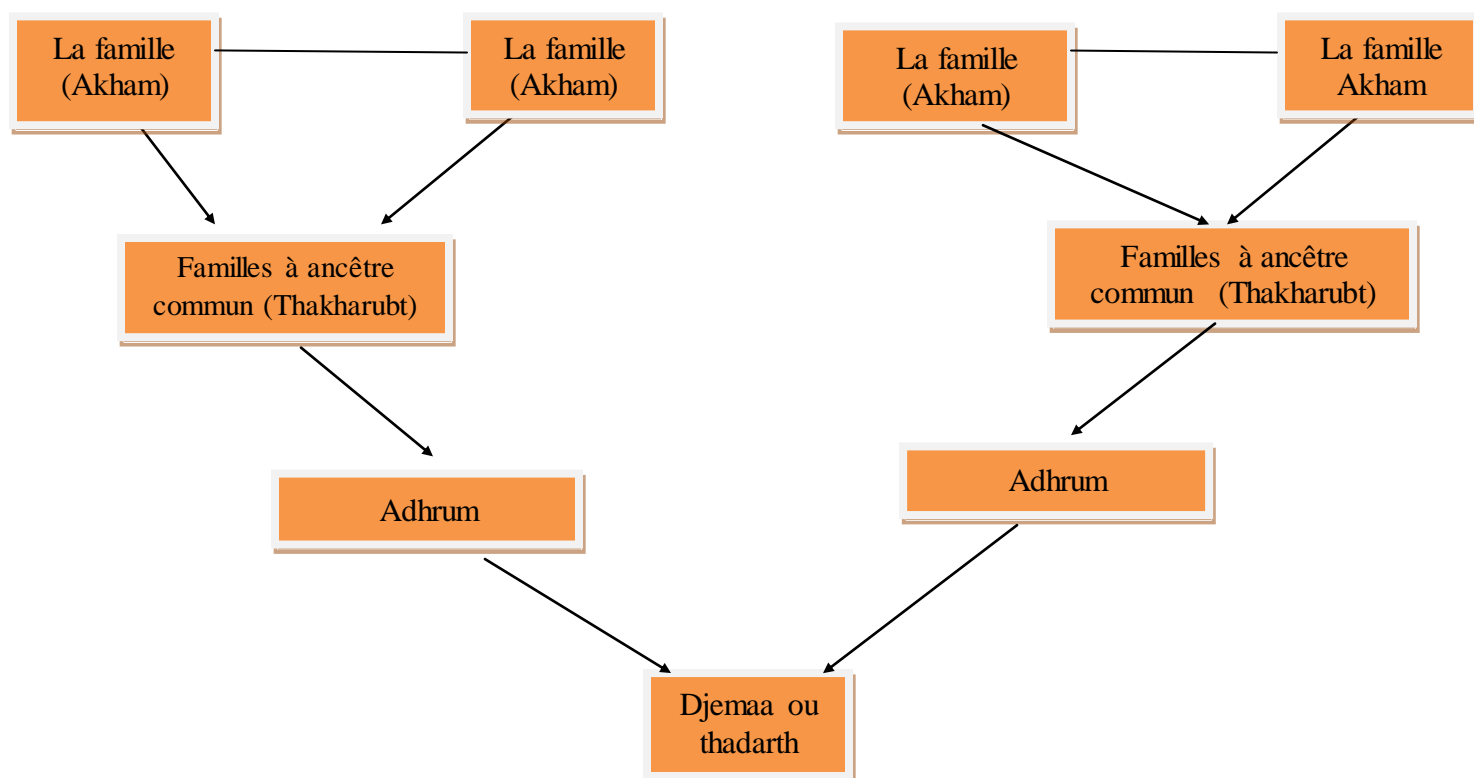 La famille
(Akham)
La famille
(Akham)
La famille
(Akham)
La famille
Akham
Familles à ancêtre
commun (Thakharubt)
Familles à ancêtre
commun (Thakharubt)
Adhrum
Adhrum
Djemaa ou
thadarth